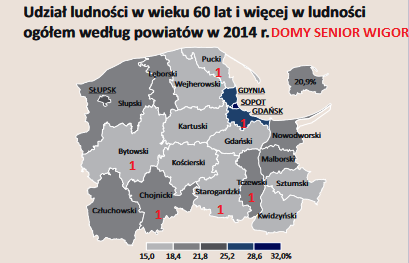 Udział ludności w wieku 60 lat i więcej w ludności
ogółem według powiatów w 2014 r. DOMY SENIOR WIGOR
Pucki
1
Lęborski
Wejherowski
20,9%
SŁUPSK
Słupski
GDYNIA
SOPOT
GDAŃSK
1
Kartuski
Nowodworski
Gdański
Bytowski
1
Kościerski
Malborski
Chojnicki
1
Starogardzki
1
Tczewski
1
Sztumski
Człuchowski
Kwidzyński
15,0 18,4 21,8 25,2 28,6 32,0%